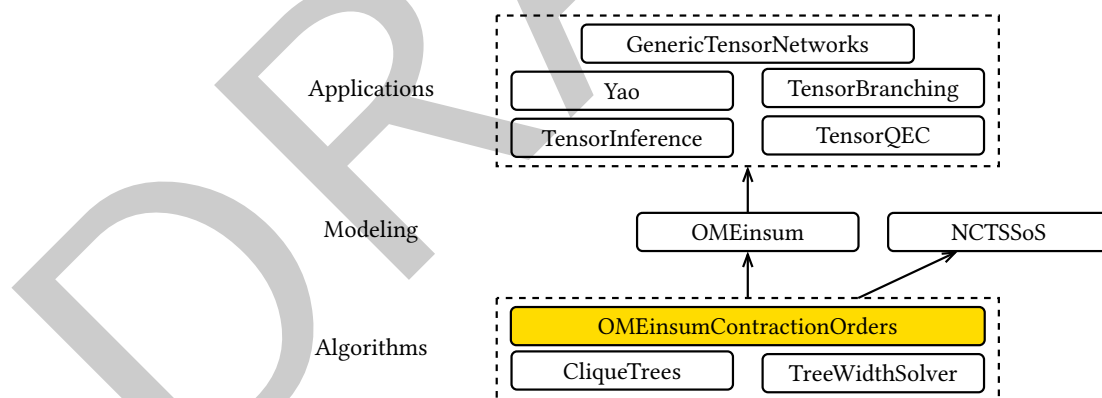 GenericTensorNetworks
Applications
Yao
TensorBranching
TensorInference
TensorQEC
Modeling
OMEinsum
NCTSSoS
OMEinsumContractionOrders
Algorithms
CliqueTrees
TreeWidthSolver